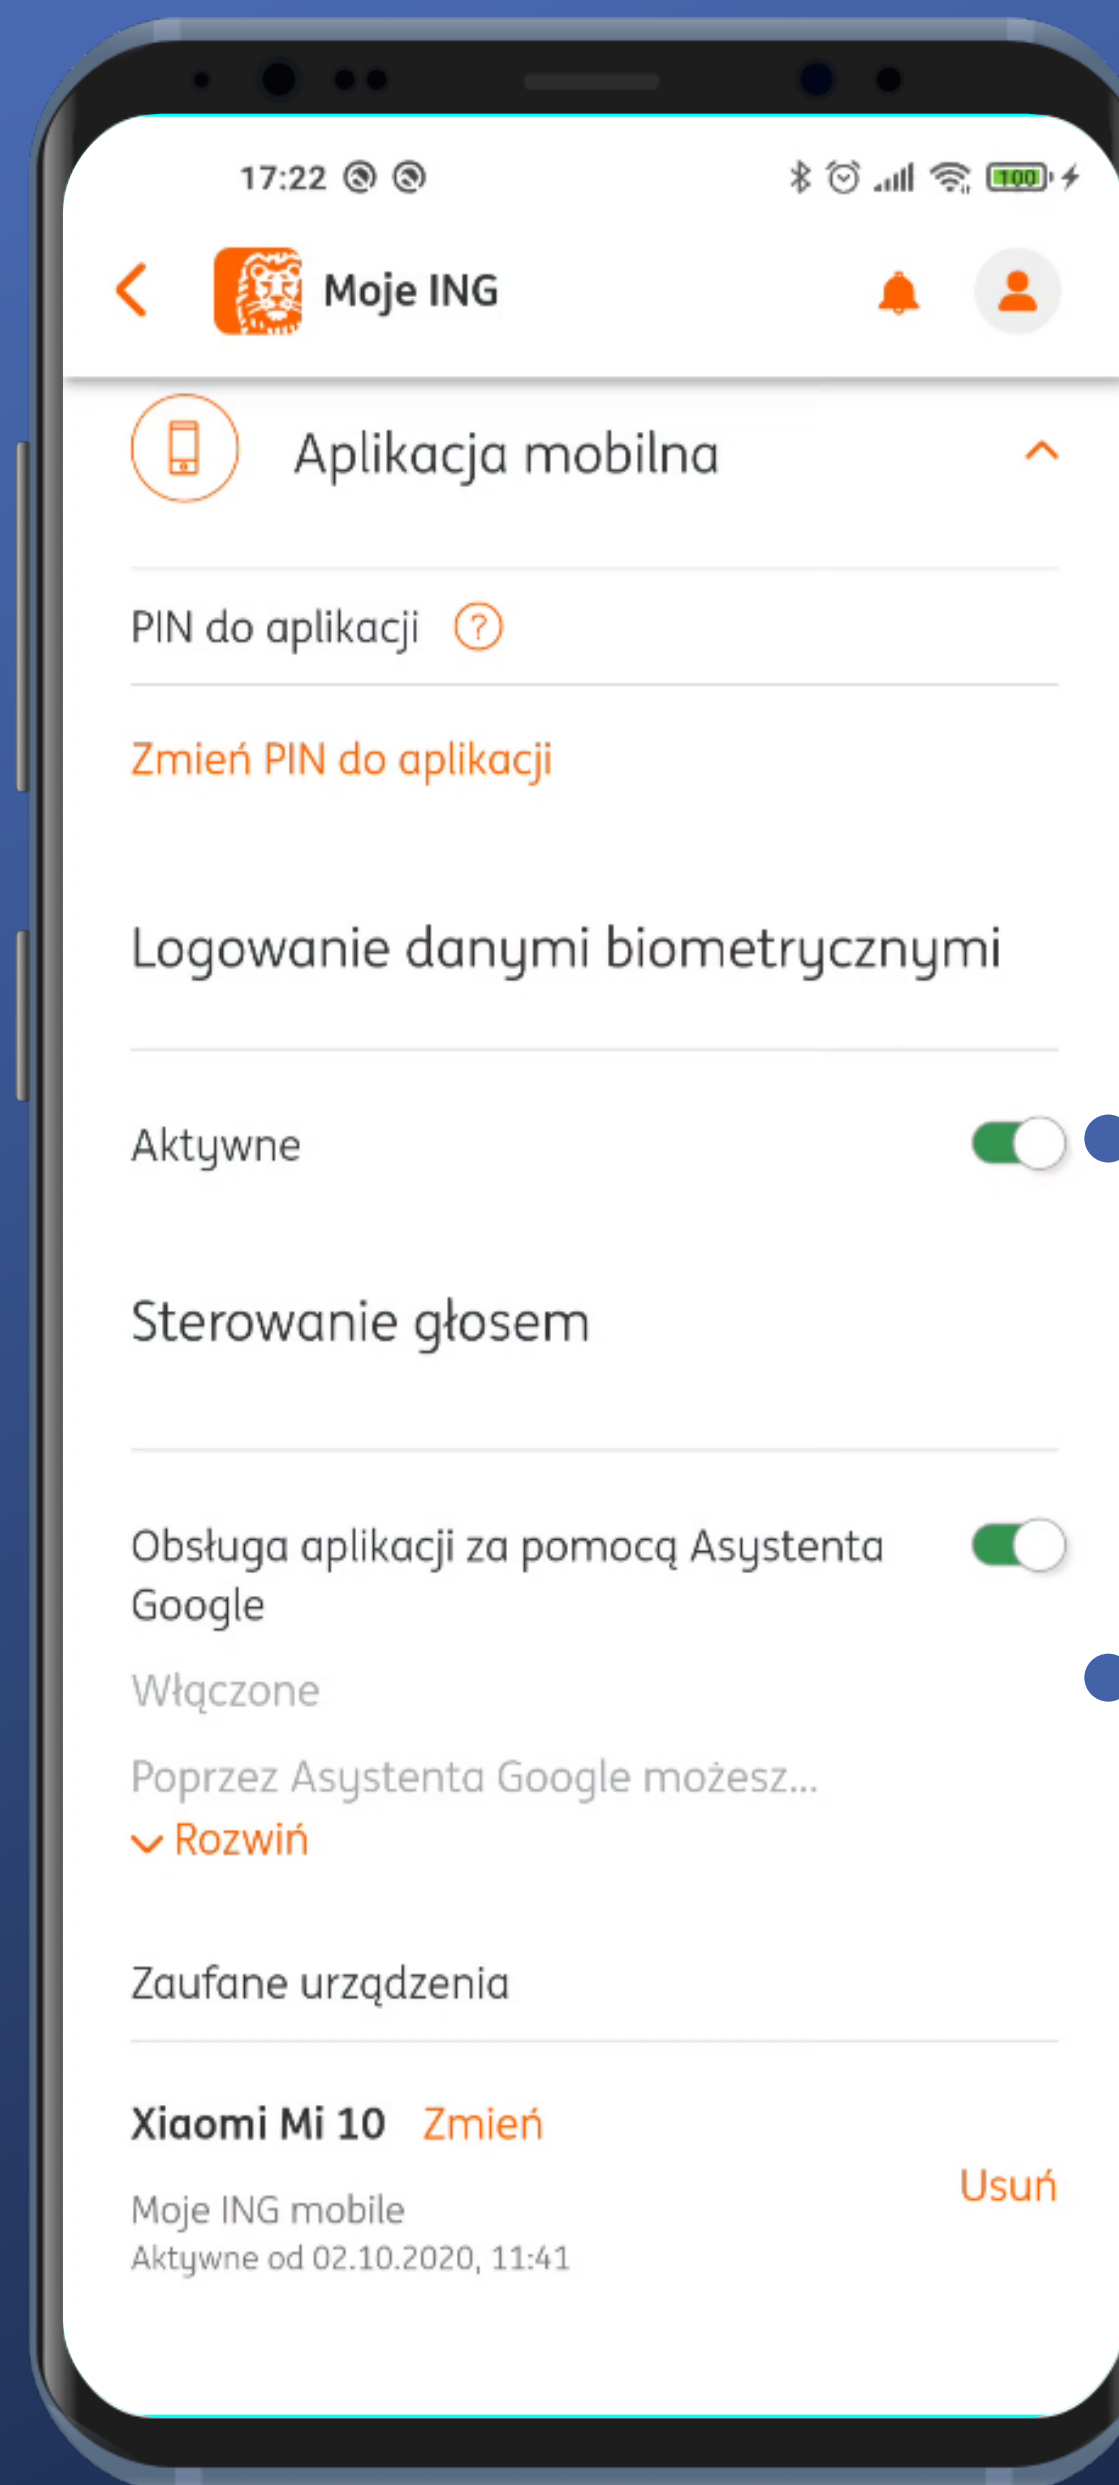 17:22
100
Moje ING
Aplikacja mobilna
PIN do aplikacji ?
Zmień PIN do aplikacji
Logowanie danymi biometrycznymi
Aktywne
Sterowanie głosem
Obsługa aplikacji za pomocą Asystenta
Google
Włączone
Poprzez Asystenta Google możesz...
Rozwiń
Zaufane urządzenia
Xiaomi Mi 10 Zmień
Usuń
Moje ING mobile
Aktywne od 02.10.2020, 11:41